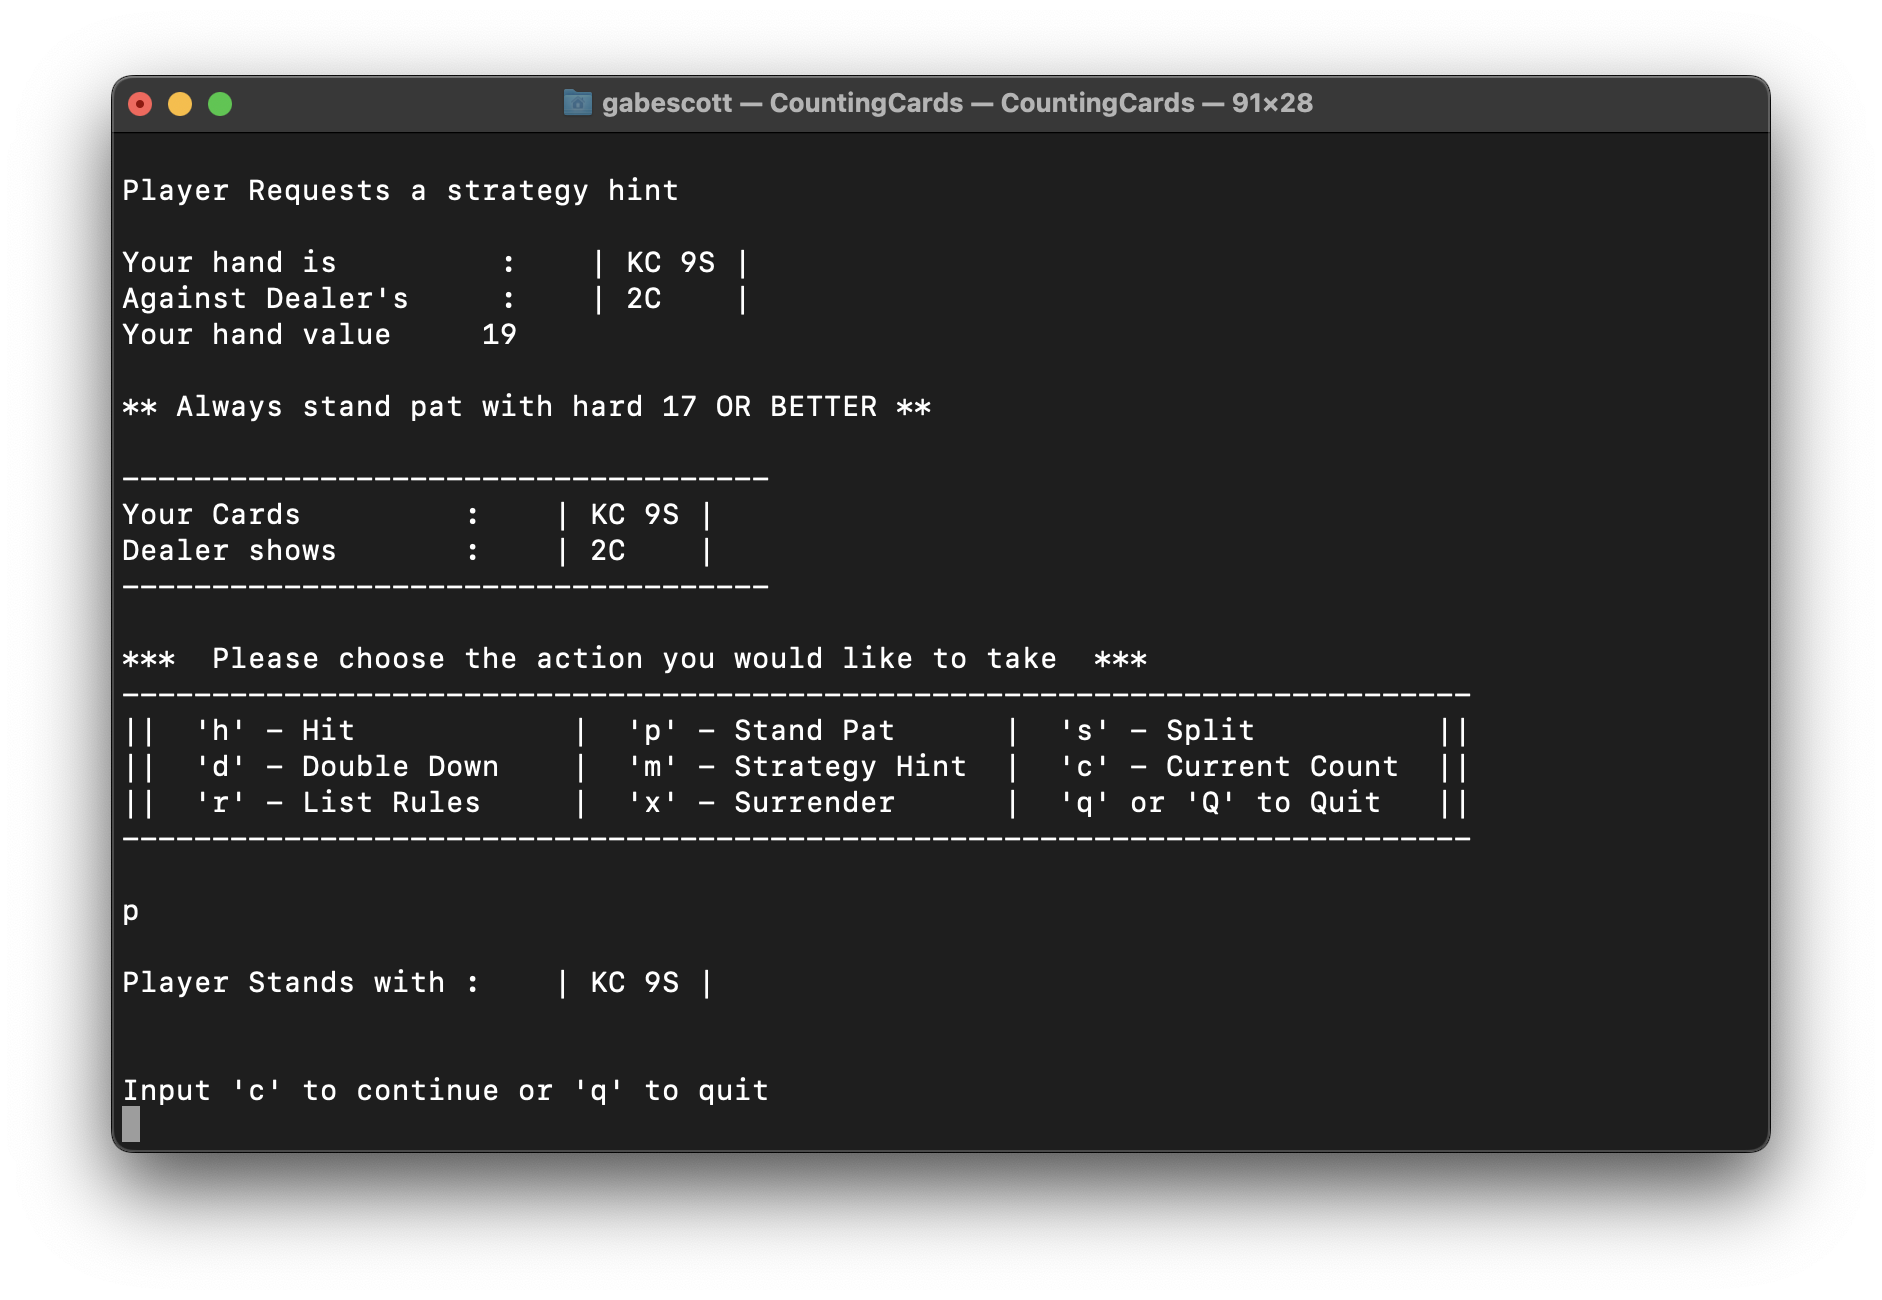 gabescott — CountingCards — CountingCards — 91×28
Player Requests a strategy hint
Your hand is         :    | KC 9S |
Against Dealer's     :    | 2C    |
Your hand value     19
** Always stand pat with hard 17 OR BETTER **
------------------------------------
Your Cards         :    | KC 9S |
Dealer shows       :    | 2C    |
------------------------------------
***  Please choose the action you would like to take  ***
---------------------------------------------------------------------------
||  'h' - Hit            |  'p' - Stand Pat      |  's' - Split          ||
||  'd' - Double Down    |  'm' - Strategy Hint  |  'c' - Current Count  ||
||  'r' - List Rules     |  'x' - Surrender      |  'q' or 'Q' to Quit   ||
---------------------------------------------------------------------------
p
Player Stands with :    | KC 9S |
Input 'c' to continue or 'q' to quit